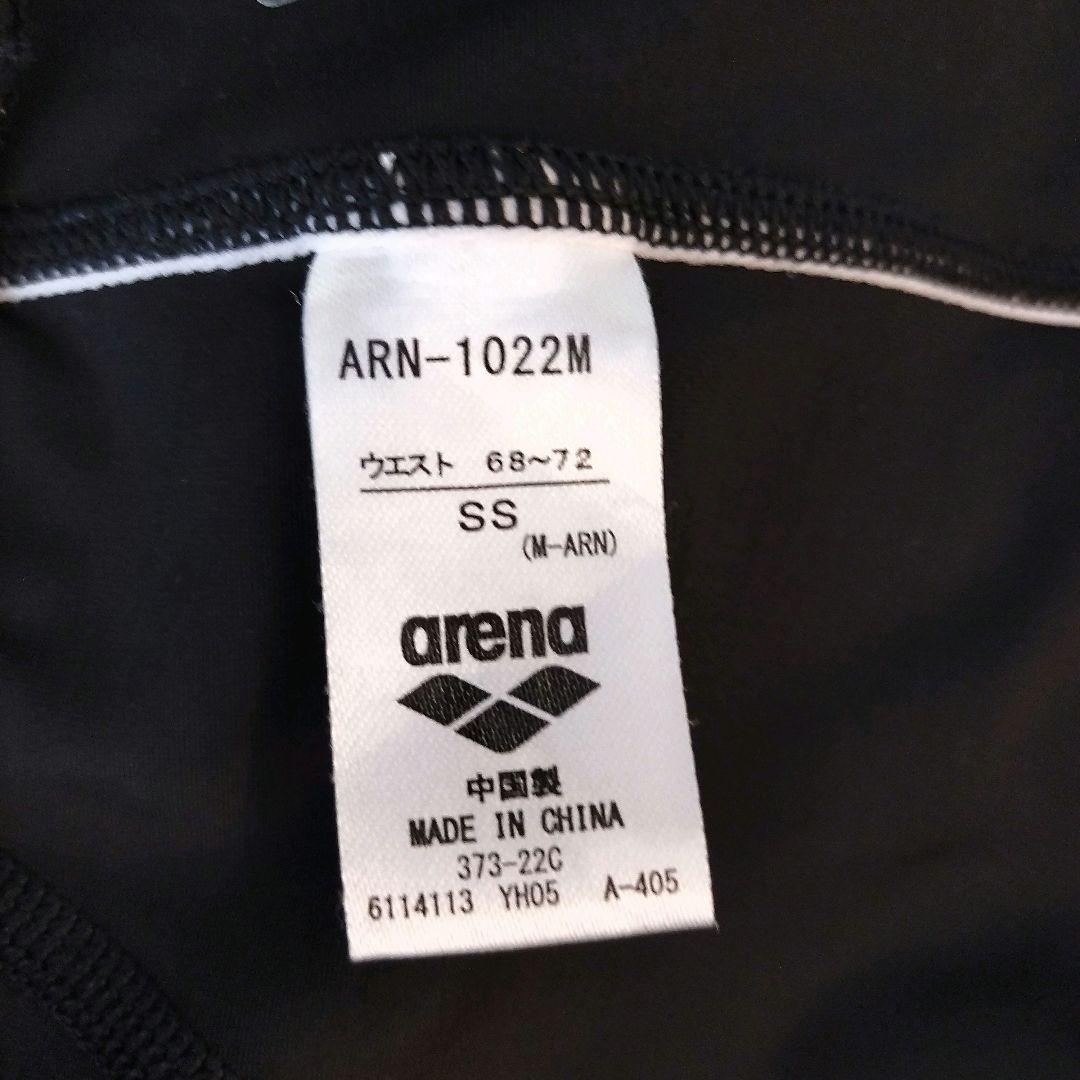 ARN-1022M
ウエスト 68~72
SS
(M-ARN)
arena
中国製
MADE IN CHINA
373-22C
6114113 YH05 A-405